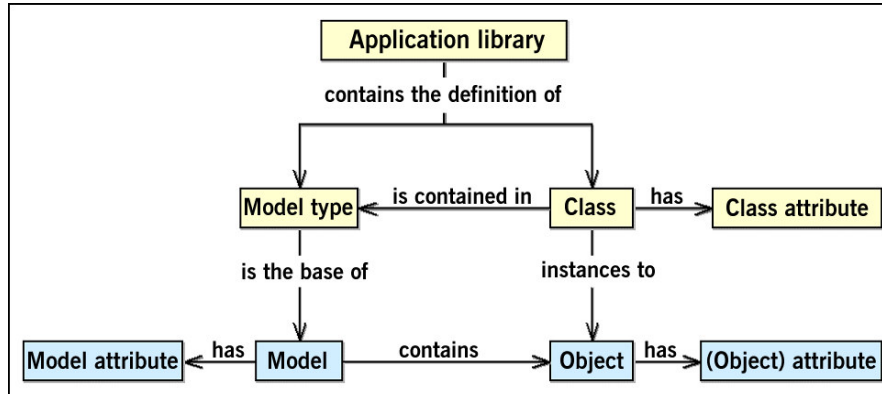 Application library
contains the definition of
Model type
is contained in
Class
has
Class attribute
is the base of
instances to
Model attribute
has
Model
contains
Object
has
(Object) attribute